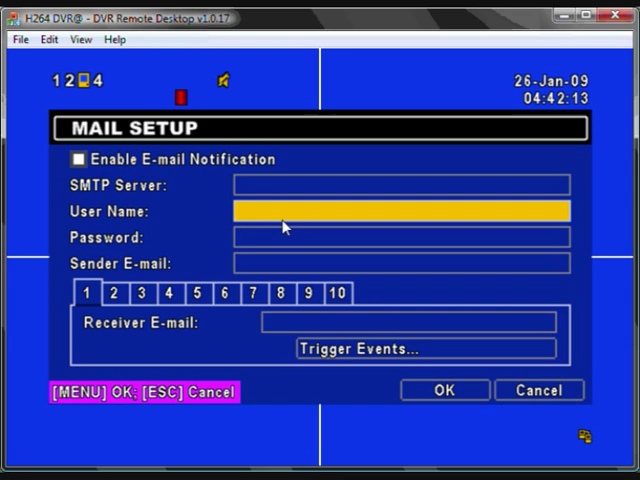 H264 DVR@ - DVR Remote Desktop v1.0.17
File Edit View Help
1 2 4
26-Jan-09
04:42:13
MAIL SETUP
Enable E-mail Notification
SMTP Server:
User Name:
Password:
Sender E-mail:
1 2 3 4 5 6 7 8 9 10
Receiver E-mail:
Trigger Events...
[MENU] OK; [ESC] Cancel
OK Cancel